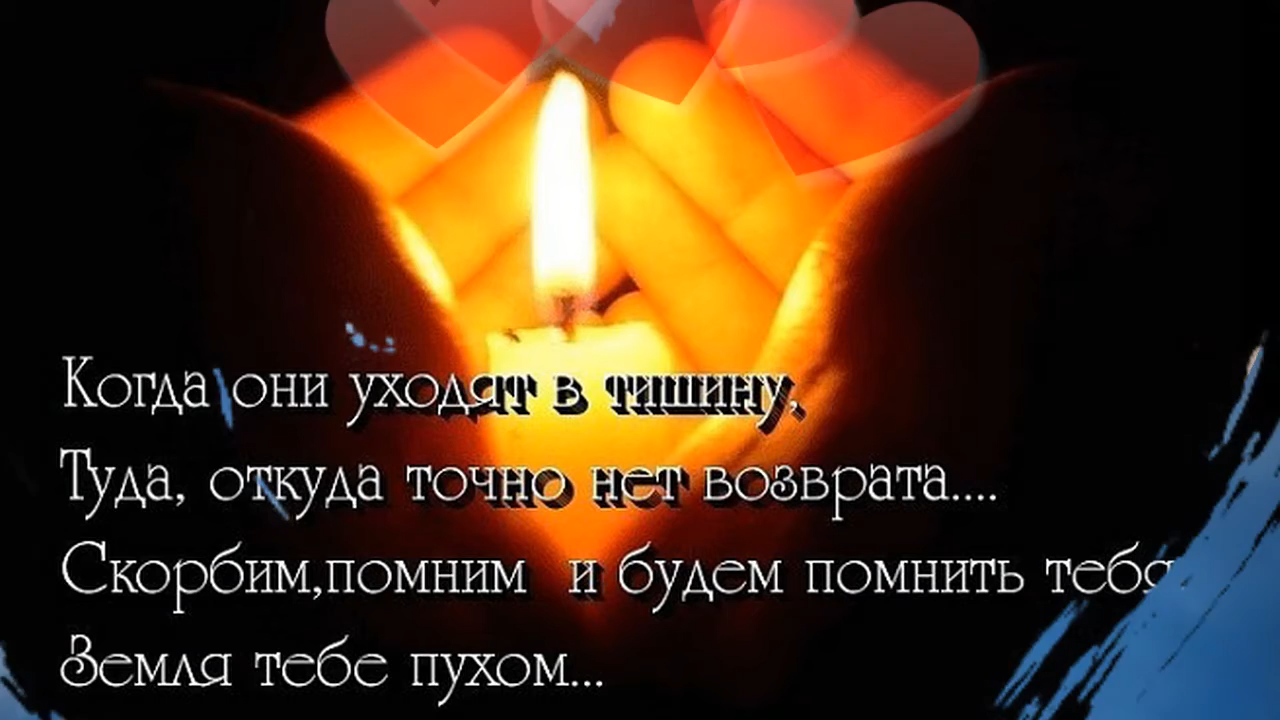 Когда они уходят в тишину,
Туда, откуда точно нет возврата....
Скорбим,помним и будем помнить тебя
Земля тебе пухом...